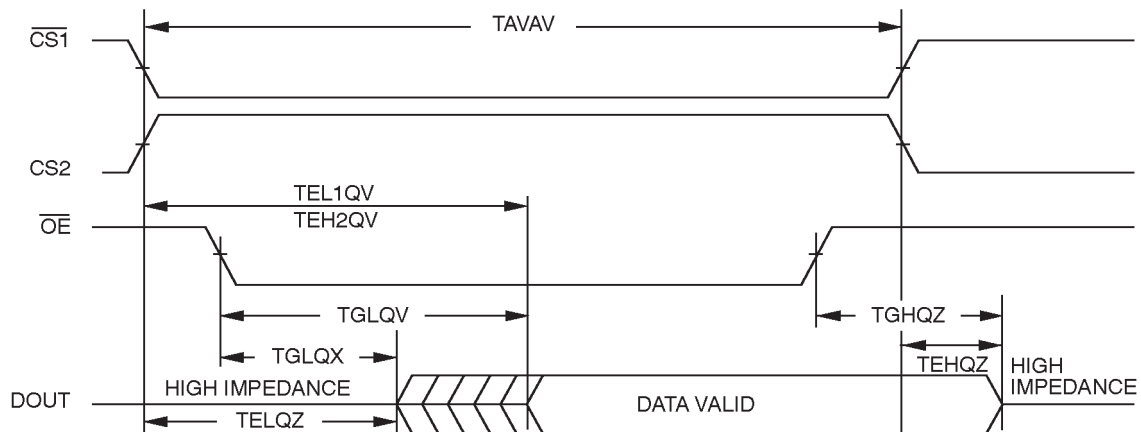 TAVAV
CS1
CS2
TEL1QV
TEH2QV
OE
TGLQV
TGHQZ
TGLQX
TEHQZ
HIGH IMPEDANCE
HIGH
IMPEDANCE
DOUT
DATA VALID
TELQZ